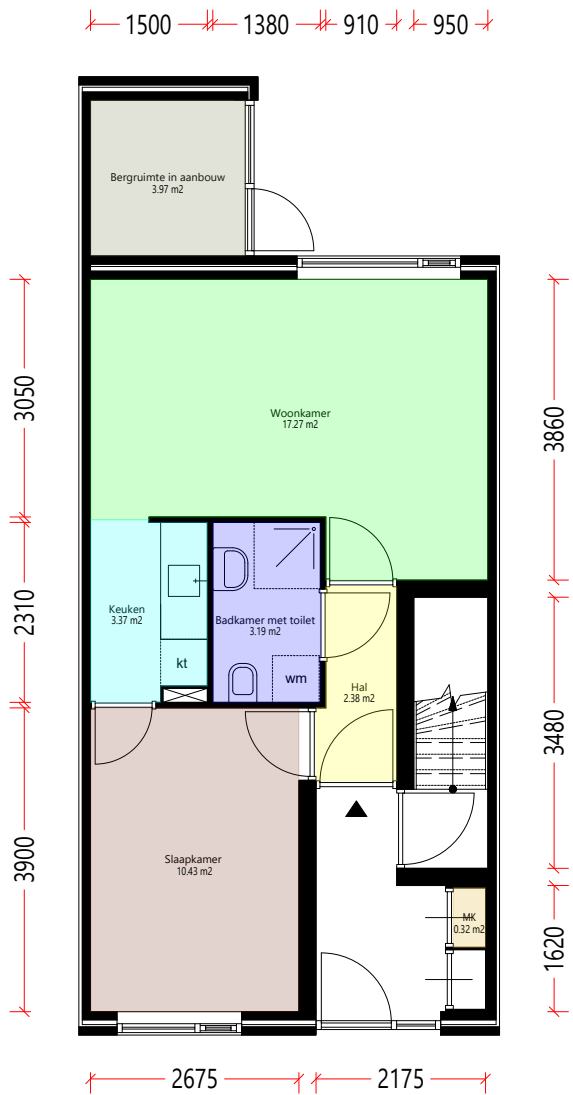 1500 1380 910 950
Bergruimte in aanbouw
3.97 m2
3050
3860
Woonkamer
17.27 m2
2310
Keuken
3.37 m2
Badkamer met toilet
3.19 m2
kt
wm
Hal
2.38 m2
3480
3900
Slaapkamer
10.43 m2
MK
0.32 m2
1620
2675 2175